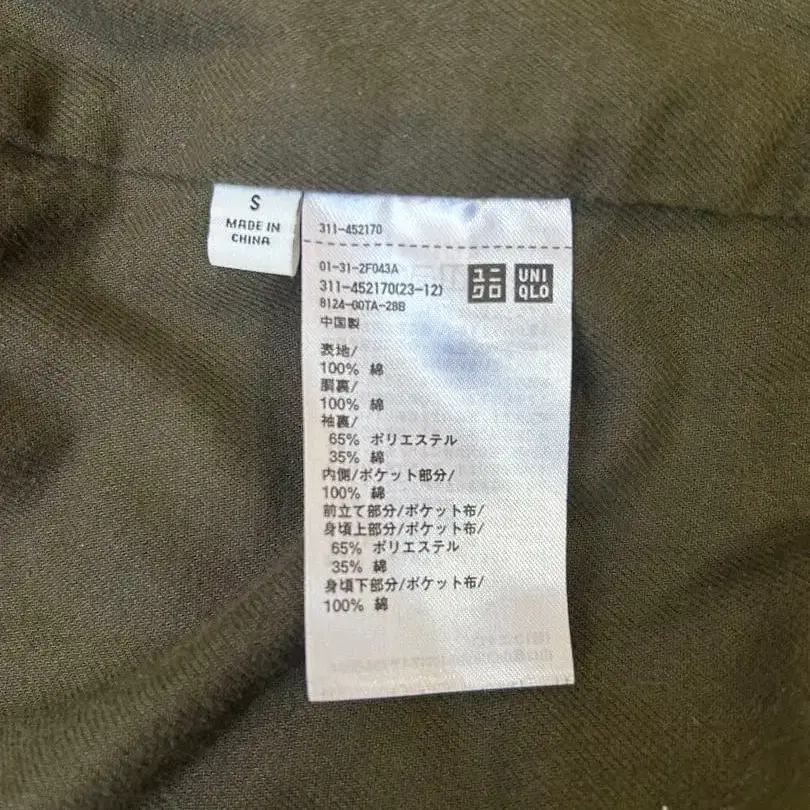 S
MADE IN
CHINA
311-452170
01-31-2F043A
311-452170(23-12)
8124-00TA-28B
中国製
ユニ
クロ
UNI
QLO
表地/
100% 綿
胴裏/
100% 綿
袖裏/
65% ポリエステル
35% 綿
内側/ポケット部分/
100% 綿
前立て部分/ポケット布/
身頃上部分/ポケット布/
65% ポリエステル
35% 綿
身頃下部分/ポケット布/
100% 綿